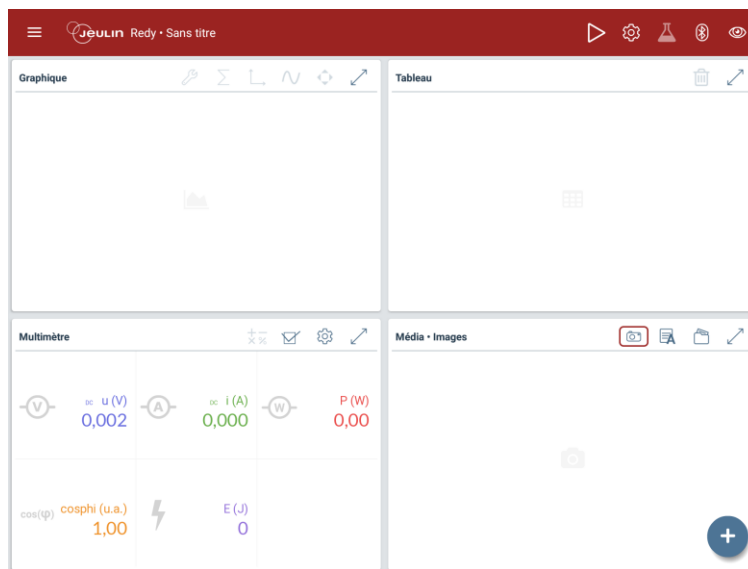 Jeulin Redy • Sans titre
Graphique
Tableau
Multimètre
Média • Images
V
DC u (V)
0,002
A
DC i (A)
0,000
W
P (W)
0,00
cos(φ)
cosphi (u.a.)
1,00
E (J)
0